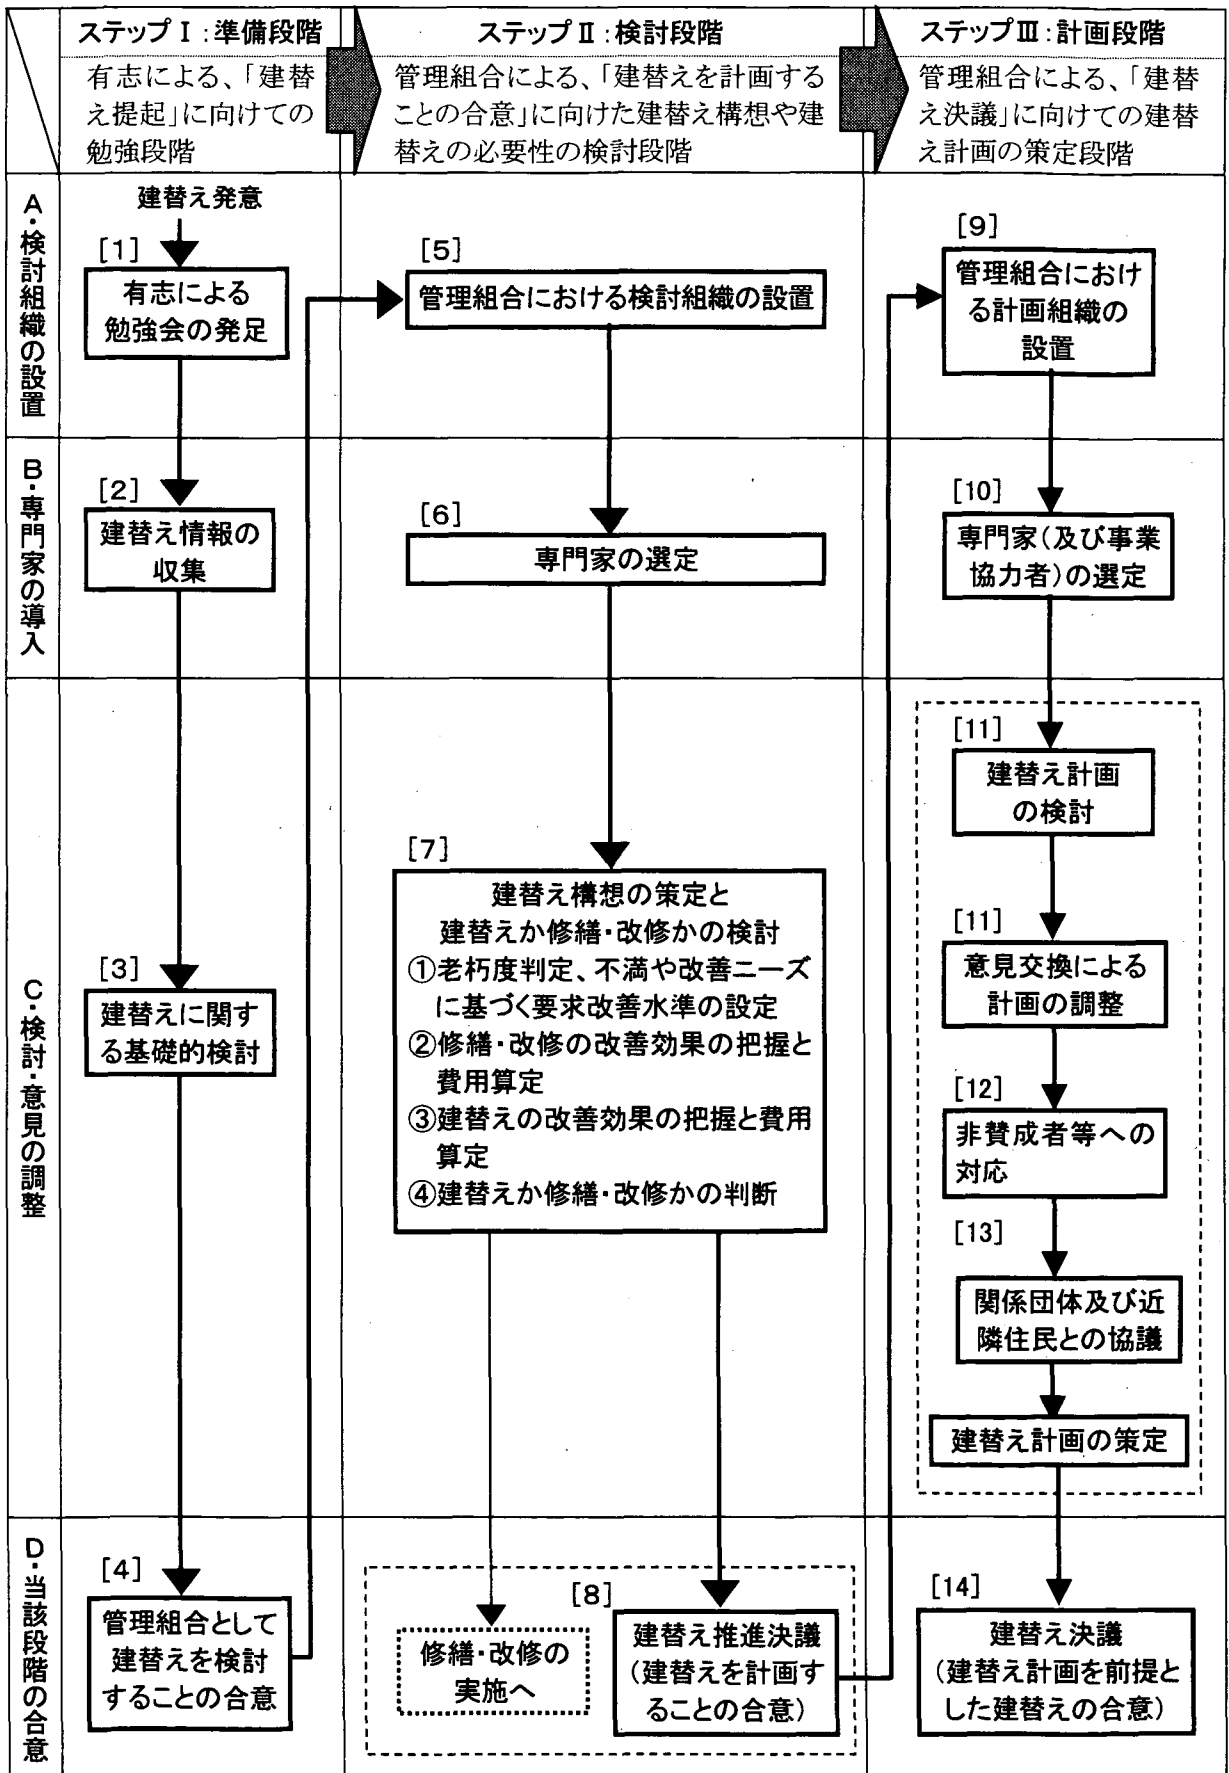 ステップⅠ：準備段階
有志による、「建替
え提起」に向けての
勉強段階
ステップⅡ：検討段階
管理組合による、「建替えを計画する
ことの合意」に向けた建替え構想や建
替えの必要性の検討段階
ステップⅢ：計画段階
管理組合による、「建替
え決議」に向けての建替
え計画の策定段階
A・検討組織の設置
建替え発意
[1]
有志による
勉強会の発足
[5]
管理組合における検討組織の設置
[9]
管理組合におけ
る計画組織の
設置
B・専門家の導入
[2]
建替え情報の
収集
[6]
専門家の選定
[10]
専門家（及び事業
協力者）の選定
C・検討・意見の調整
[3]
建替えに関す
る基礎的検討
[7]
建替え構想の策定と
建替えか修繕・改修かの検討
①老朽度判定、不満や改善ニーズ
に基づく要求改善水準の設定
②修繕・改修の改善効果の把握と
費用算定
③建替えの改善効果の把握と費用
算定
④建替えか修繕・改修かの判断
[11]
建替え計画
の検討
[11]
意見交換による
計画の調整
[12]
非賛成者等への
対応
[13]
関係団体及び近
隣住民との協議
建替え計画の策定
D・当該段階の合意
[4]
管理組合として
建替えを検討
することの合意
修繕・改修の
実施へ
[8]
建替え推進決議
（建替えを計画す
ることの合意）
[14]
建替え決議
（建替え計画を前提と
した建替えの合意）